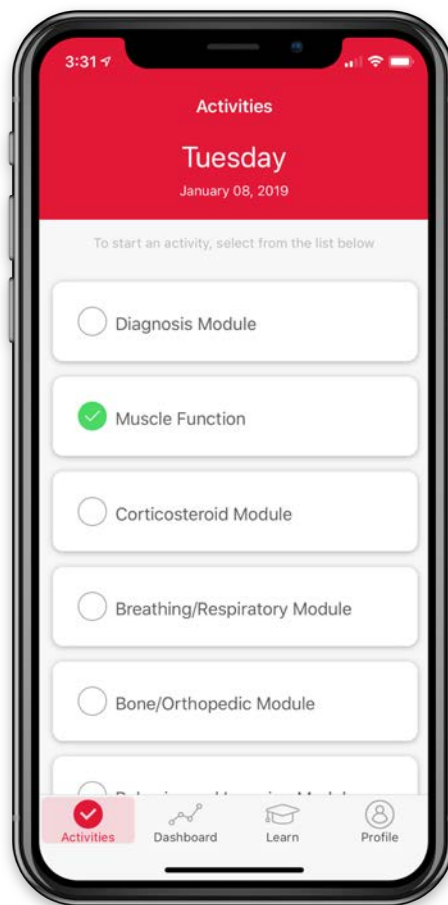 3:31
Activities
Tuesday
January 08, 2019
To start an activity, select from the list below
Diagnosis Module
Muscle Function
Corticosteroid Module
Breathing/Respiratory Module
Bone/Orthopedic Module
Activities
Dashboard
Learn
Profile